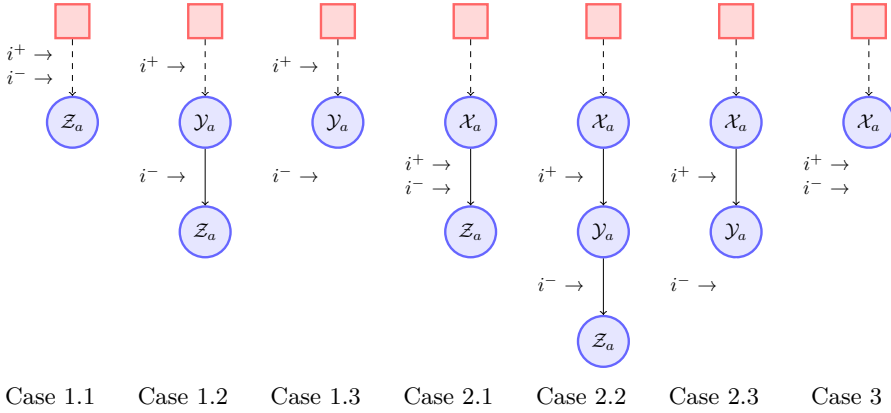 i⁺ →
i⁻ →
𝒵ₐ
Case 1.1
i⁺ →
𝒴ₐ
i⁻ →
𝒵ₐ
Case 1.2
i⁺ →
𝒴ₐ
i⁻ →
Case 1.3
𝒳ₐ
i⁺ →
i⁻ →
𝒵ₐ
Case 2.1
𝒳ₐ
i⁺ →
𝒴ₐ
i⁻ →
𝒵ₐ
Case 2.2
𝒳ₐ
i⁺ →
𝒴ₐ
i⁻ →
Case 2.3
𝒳ₐ
i⁺ →
i⁻ →
Case 3